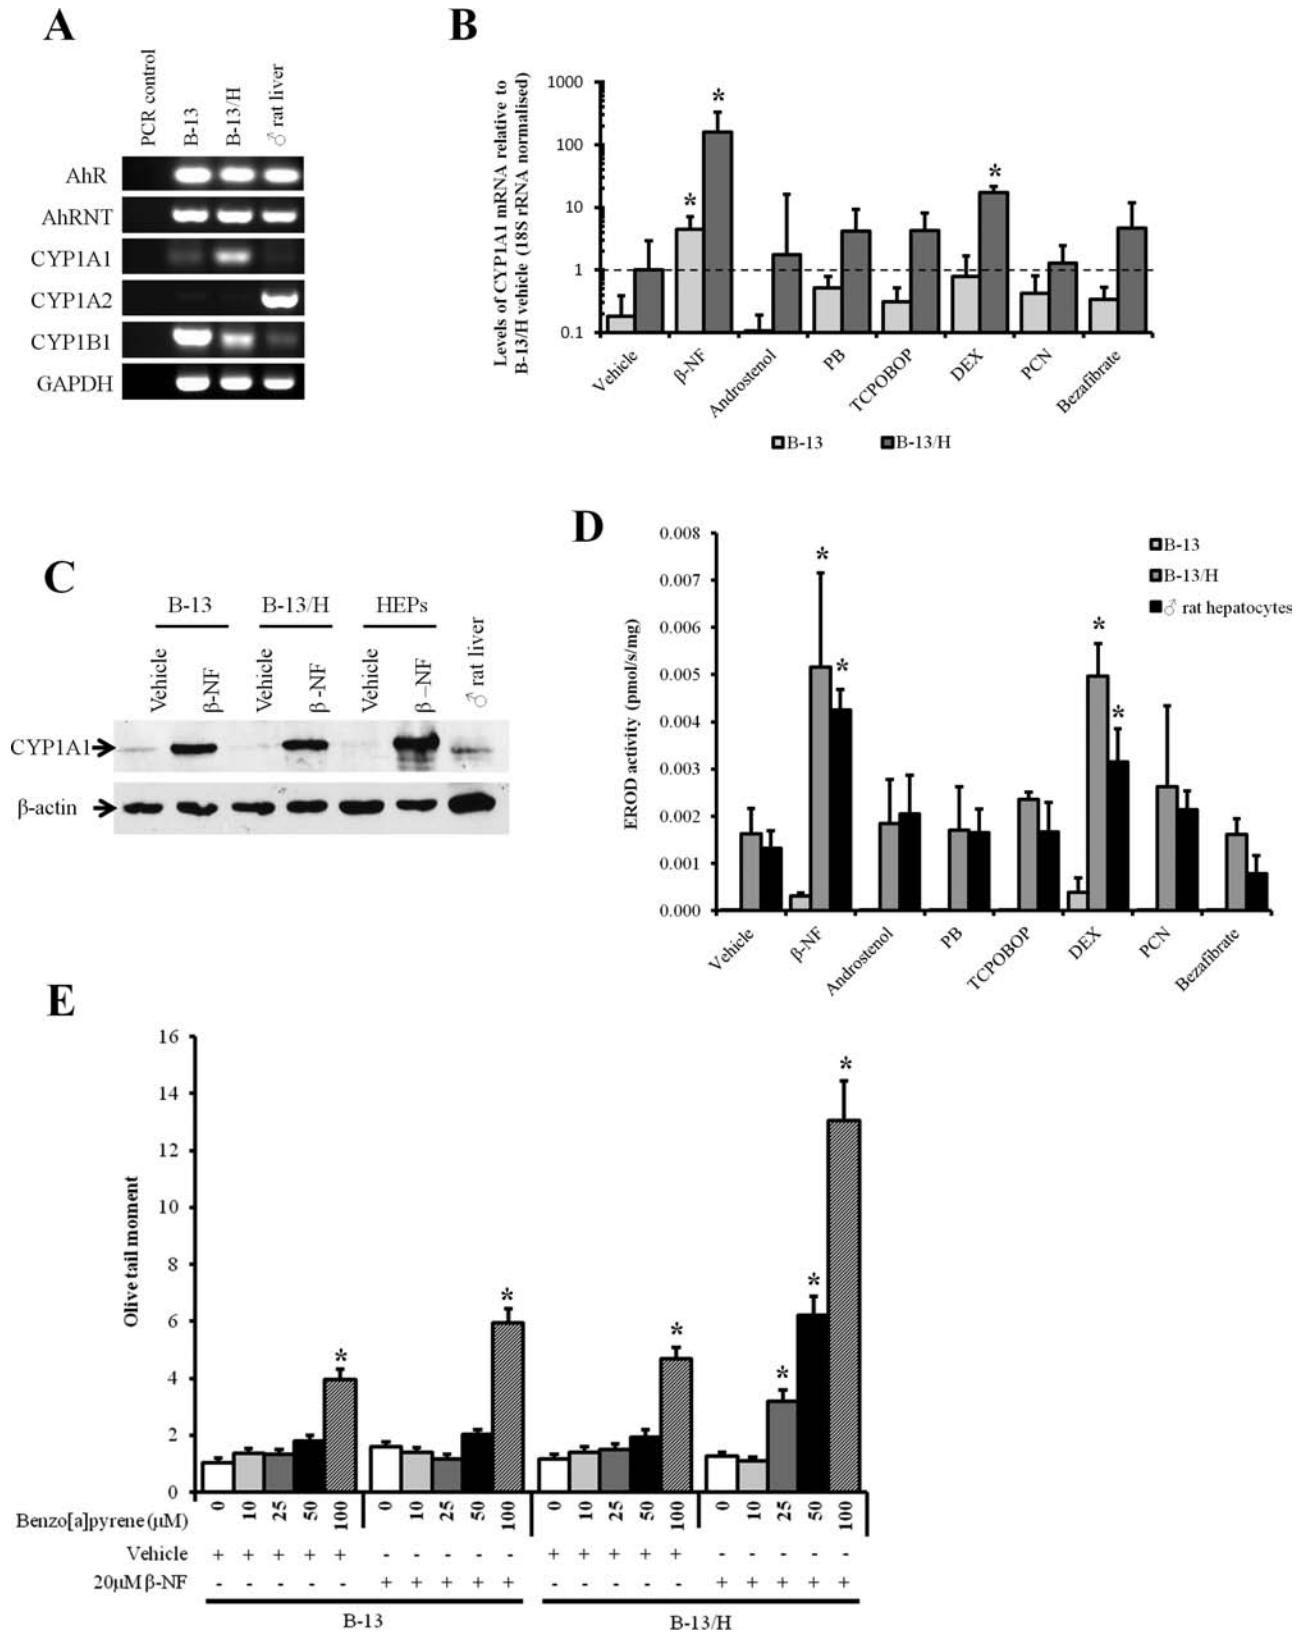 A
PCR control
B-13
B-13/H
♂ rat liver
AhR
AhRNT
CYP1A1
CYP1A2
CYP1B1
GAPDH
B
Levels of CYP1A1 mRNA relative to
B-13/H vehicle (18S rRNA normalised)
1000
100
10
1
0.1
*
*
*
Vehicle
β-NF
Androstenol
PB
TCPOBOP
DEX
PCN
Bezafibrate
B-13
B-13/H
C
B-13
B-13/H
HEPs
Vehicle
β-NF
Vehicle
β-NF
Vehicle
β–NF
♂ rat liver
CYP1A1
β-actin
D
EROD activity (pmol/s/mg)
0.008
0.007
0.006
0.005
0.004
0.003
0.002
0.001
0.000
*
*
*
*
B-13
B-13/H
♂ rat hepatocytes
Vehicle
β-NF
Androstenol
PB
TCPOBOP
DEX
PCN
Bezafibrate
E
Olive tail moment
16
14
12
10
8
6
4
2
0
*
*
*
*
*
*
Benzo[a]pyrene (µM) 0 10 25 50 100 0 10 25 50 100 0 10 25 50 100 0 10 25 50 100
Vehicle + + + + + - - - - - + + + + + - - - - -
20µM β-NF - - - - - + + + + + - - - - - + + + + +
B-13
B-13/H